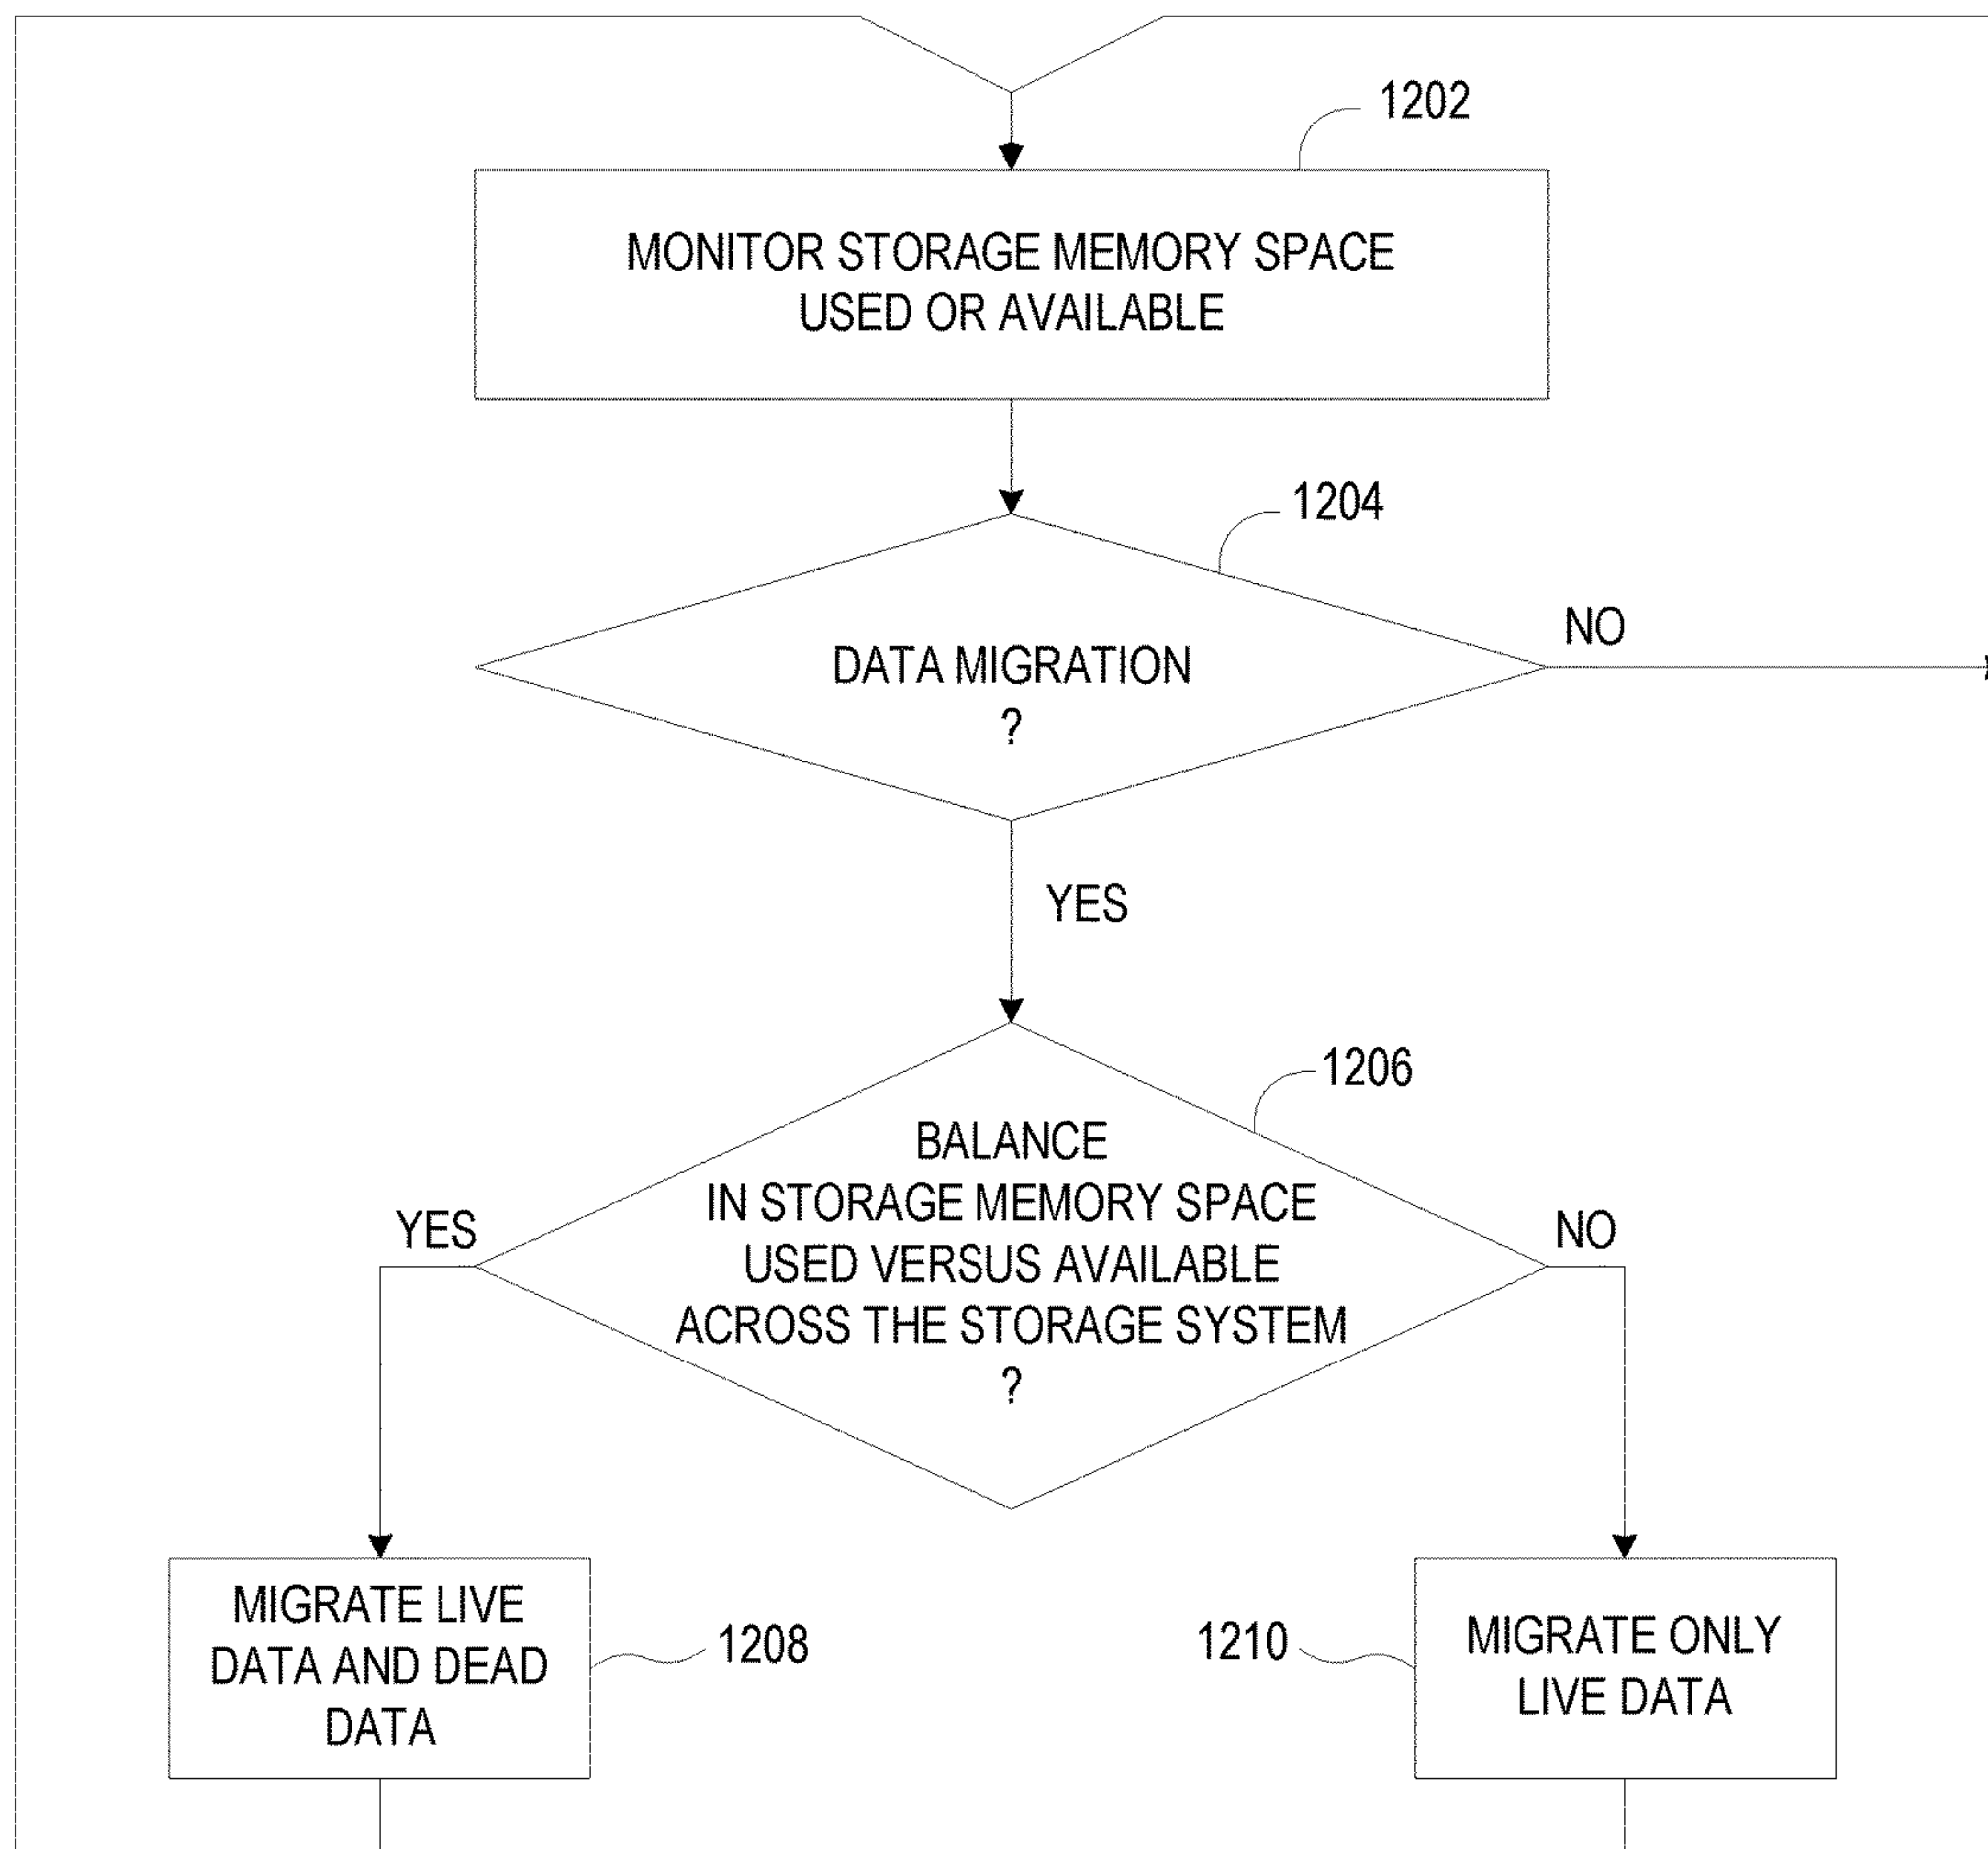 1202
MONITOR STORAGE MEMORY SPACE
USED OR AVAILABLE
1204
NO
DATA MIGRATION
?
YES
1206
BALANCE
IN STORAGE MEMORY SPACE
YES
NO
USED VERSUS AVAILABLE
ACROSS THE STORAGE SYSTEM
?
MIGRATE LIVE
DATA AND DEAD
DATA
1208
1210
MIGRATE ONLY
LIVE DATA